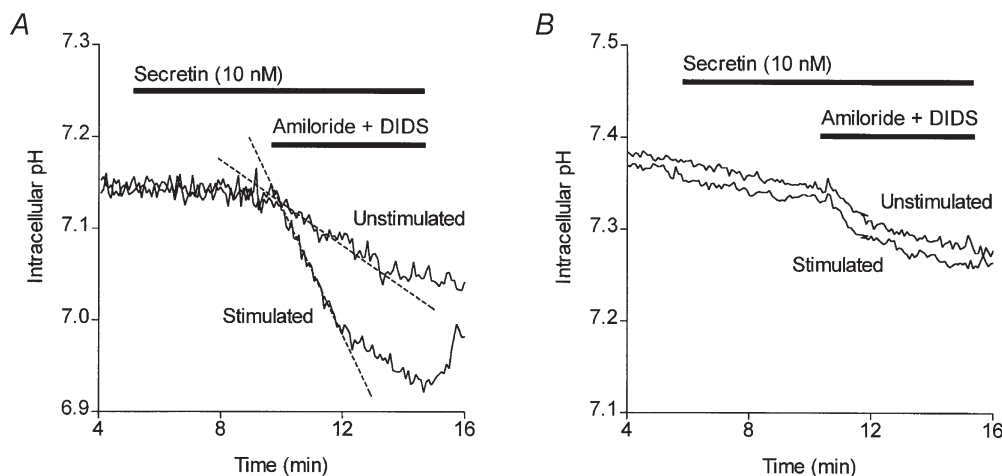 A
7.3
Secretin (10 nM)
Amiloride + DIDS
7.2
7.1
7.0
6.9
Intracellular pH
Unstimulated
Stimulated
4
8
12
16
Time (min)
B
7.5
Secretin (10 nM)
Amiloride + DIDS
7.4
7.3
7.2
7.1
Intracellular pH
Unstimulated
Stimulated
4
8
12
16
Time (min)